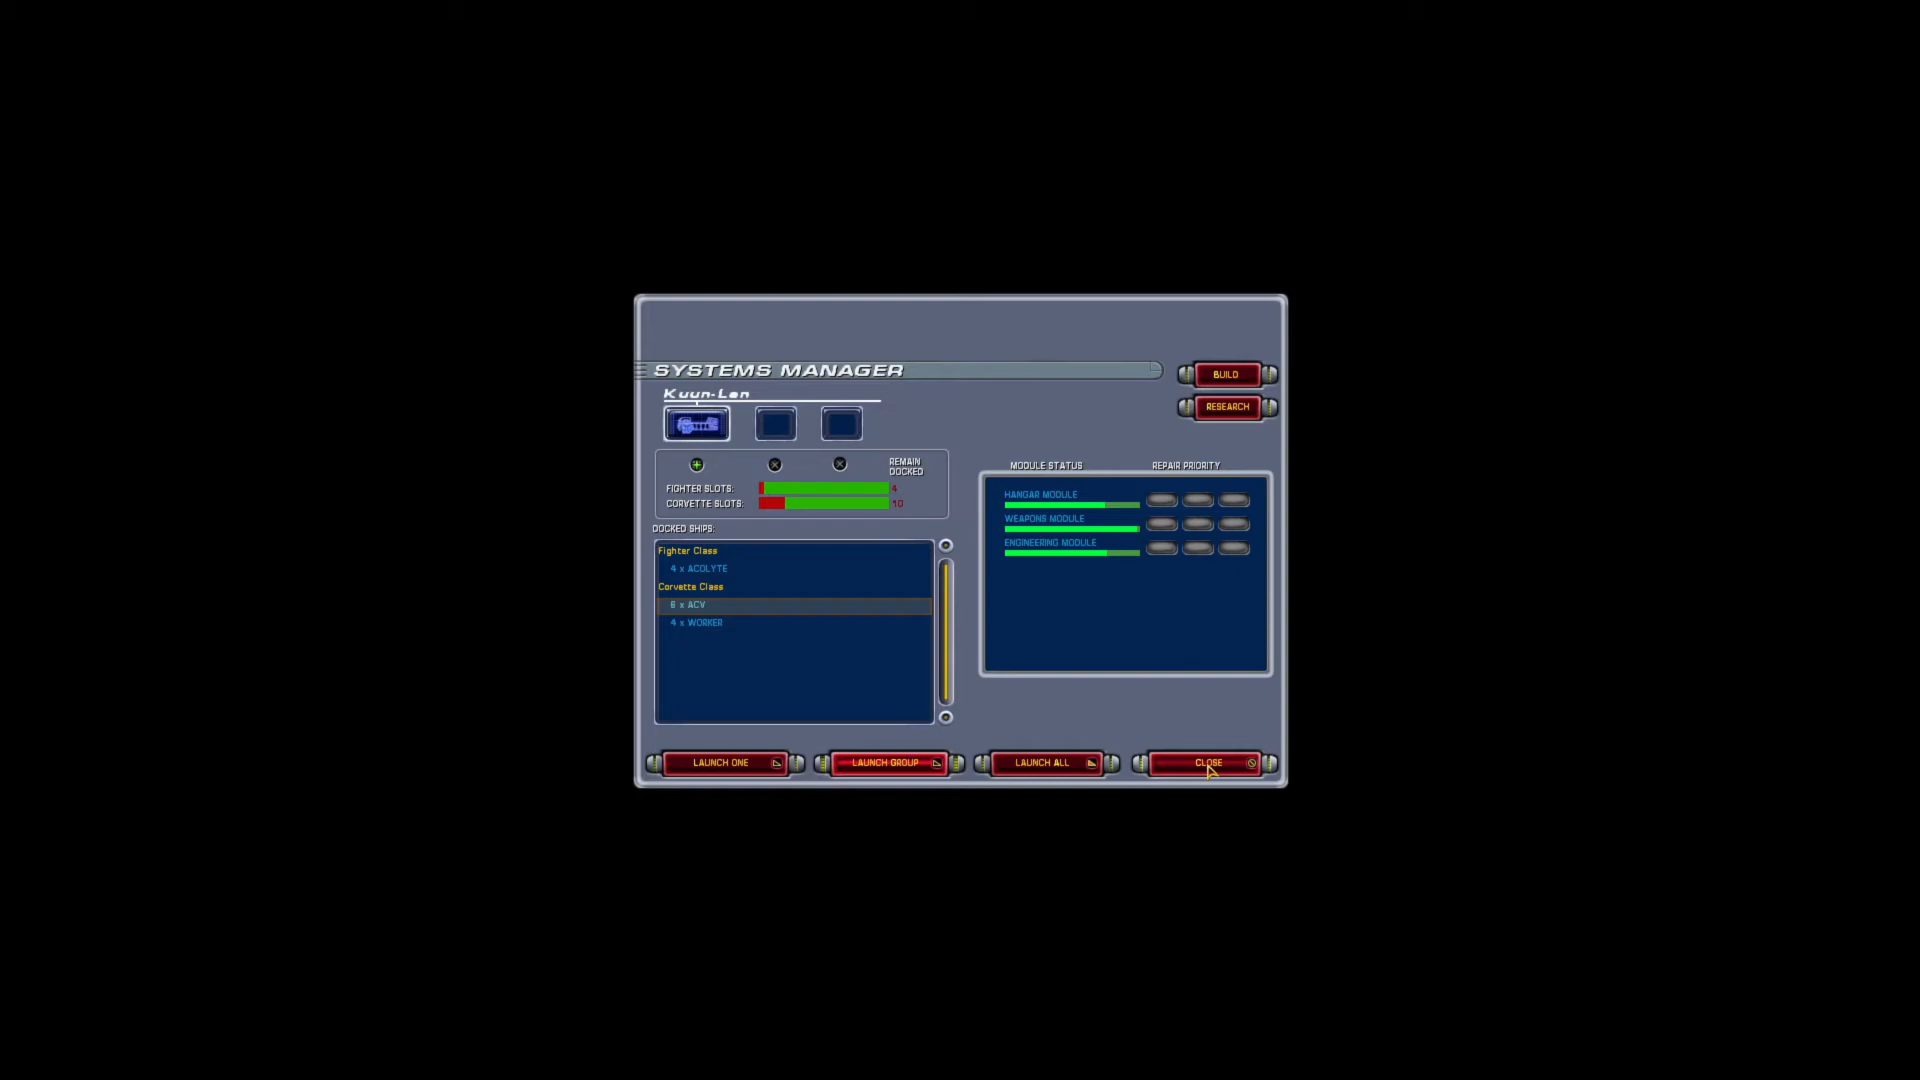 SYSTEMS MANAGER
BUILD
Kuun-Lan
RESEARCH
REMAIN
DOCKED
FIGHTER SLOTS: 4
CORVETTE SLOTS: 10
MODULE STATUS REPAIR PRIORITY
HANGAR MODULE
WEAPONS MODULE
ENGINEERING MODULE
DOCKED SHIPS:
Fighter Class
4 x ACOLYTE
Corvette Class
6 x ACV
4 x WORKER
LAUNCH ONE LAUNCH GROUP LAUNCH ALL CLOSE